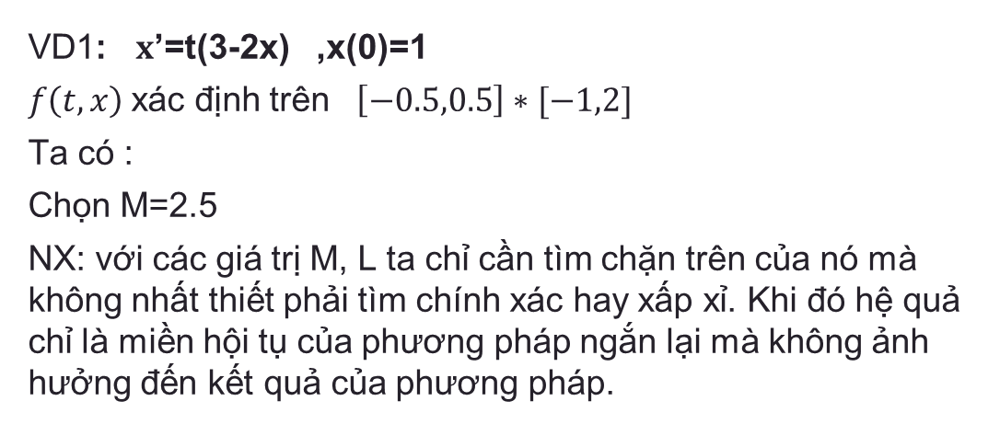 VD1: x’=t(3-2x) ,x(0)=1
f(t,x) xác định trên [−0.5,0.5] ∗ [−1,2]
Ta có :
Chọn M=2.5
NX: với các giá trị M, L ta chỉ cần tìm chặn trên của nó mà
không nhất thiết phải tìm chính xác hay xấp xỉ. Khi đó hệ quả
chỉ là miền hội tụ của phương pháp ngắn lại mà không ảnh
hưởng đến kết quả của phương pháp.